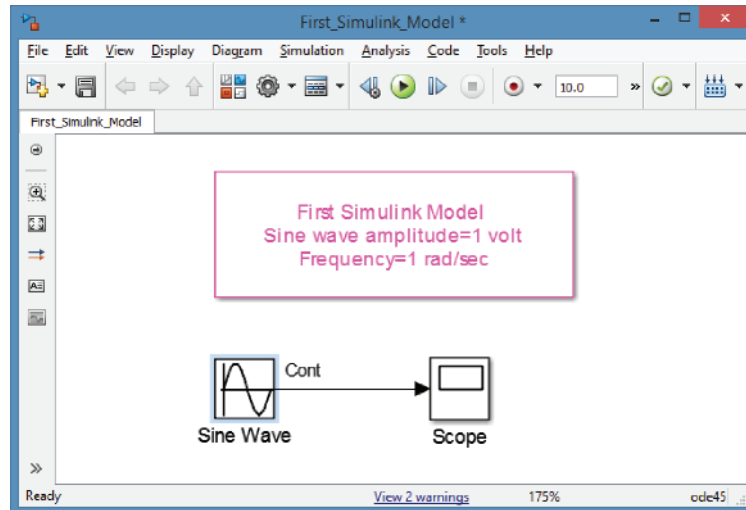 First_Simulink_Model *
File Edit View Display Diagram Simulation Analysis Code Tools Help
10.0 »
First_Simulink_Model
First Simulink Model
Sine wave amplitude=1 volt
Frequency=1 rad/sec
Cont
Sine Wave Scope
»
Ready View 2 warnings 175% ode45